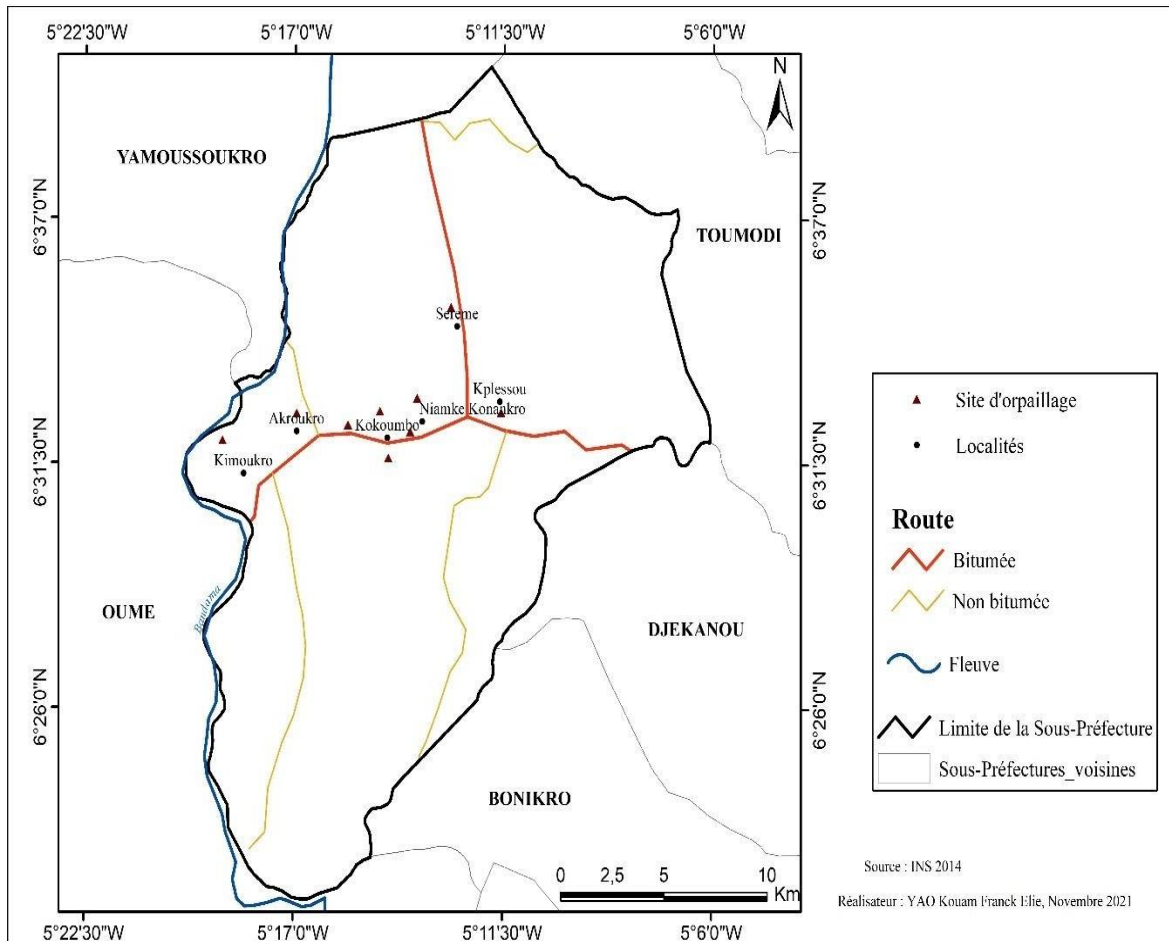 5°22'30"W 5°17'0"W 5°11'30"W 5°6'0"W
N
YAMOUSSOUKRO
6°37'0"N
6°37'0"N
TOUMODI
Sereme
Kplessou
Niamke Konankro
Akroukro
Kokoumbo
Kimoukro
6°31'30"N
6°31'30"N
OUME
Bandama
DJEKANOU
6°26'0"N
6°26'0"N
BONIKRO
0 2,5 5 10
Km
5°22'30"W 5°17'0"W 5°11'30"W 5°6'0"W
Site d'orpaillage
Localités
Route
Bitumée
Non bitumée
Fleuve
Limite de la Sous-Préfecture
Sous-Préfectures_voisines
Source : INS 2014
Réalisateur : YAO Kouam Franck Elie, Novembre 2021